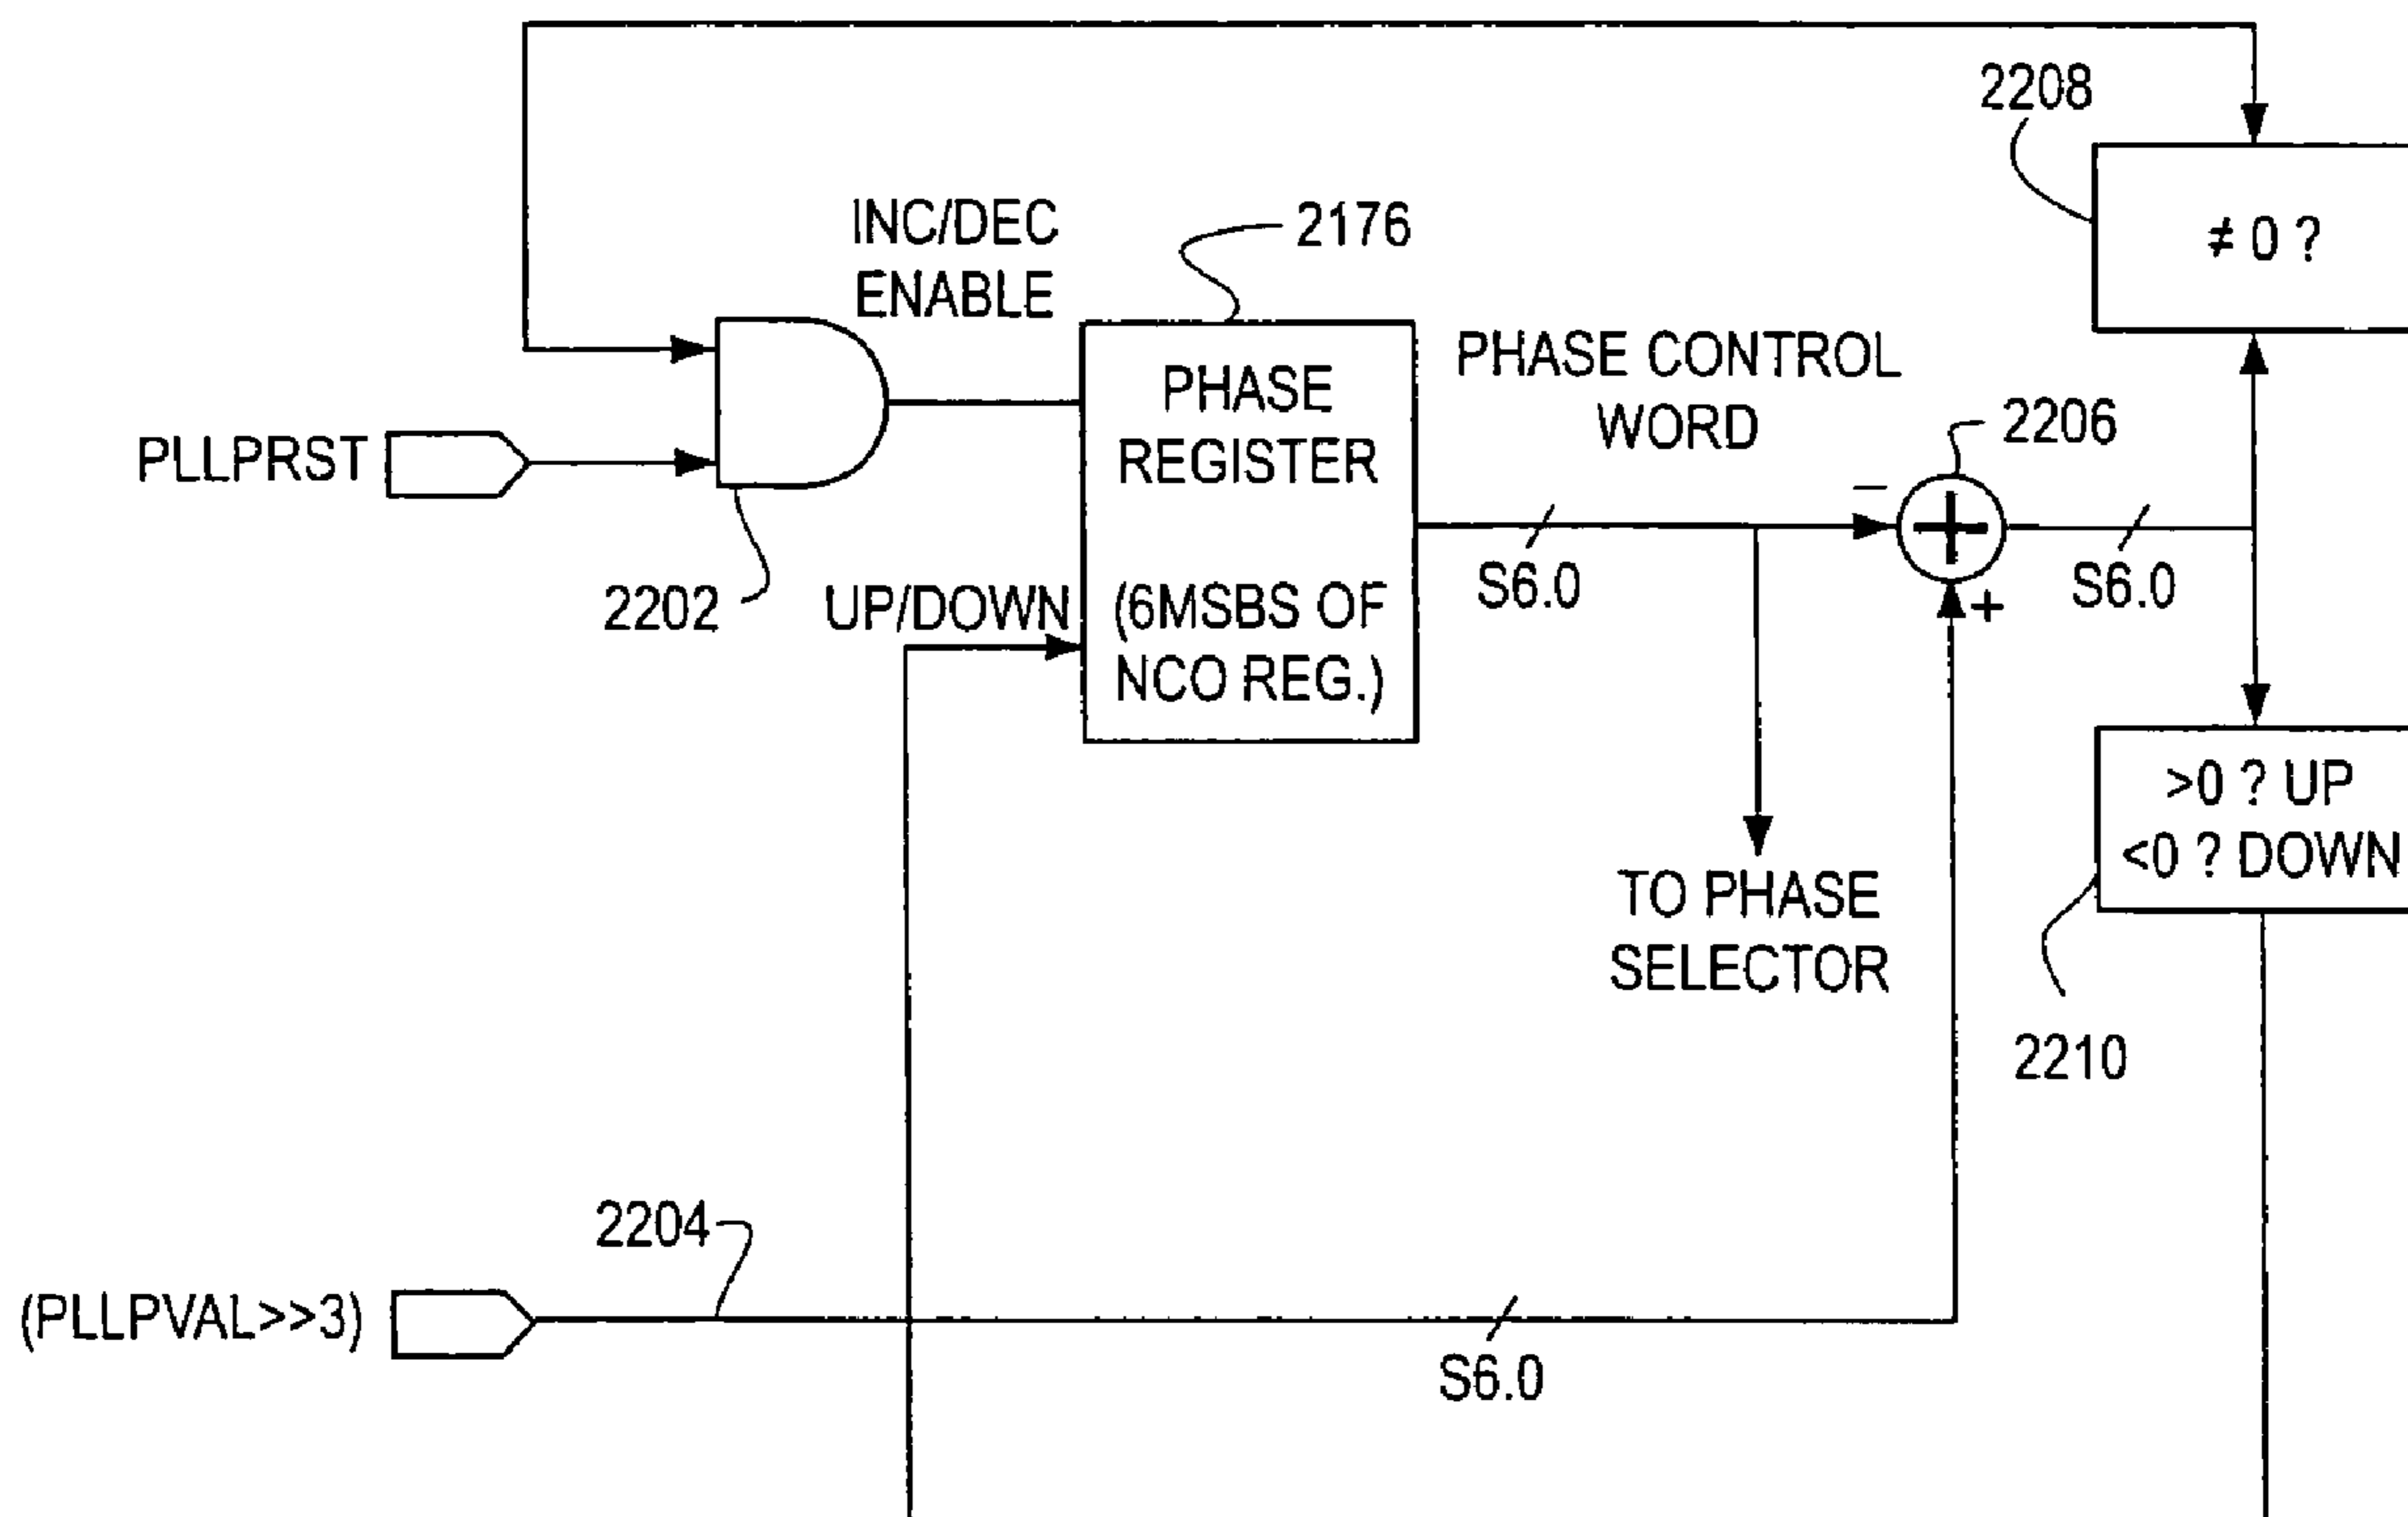 2208
≠ 0 ?
INC/DEC
ENABLE
2176
PHASE CONTROL
WORD
PHASE
REGISTER
(6MSBS OF
NCO REG.)
2206
PLLPRST
−
+
S6.0
S6.0
2202
UP/DOWN
+
>0 ? UP
<0 ? DOWN
TO PHASE
SELECTOR
2210
2204
(PLLPVAL>>3)
S6.0